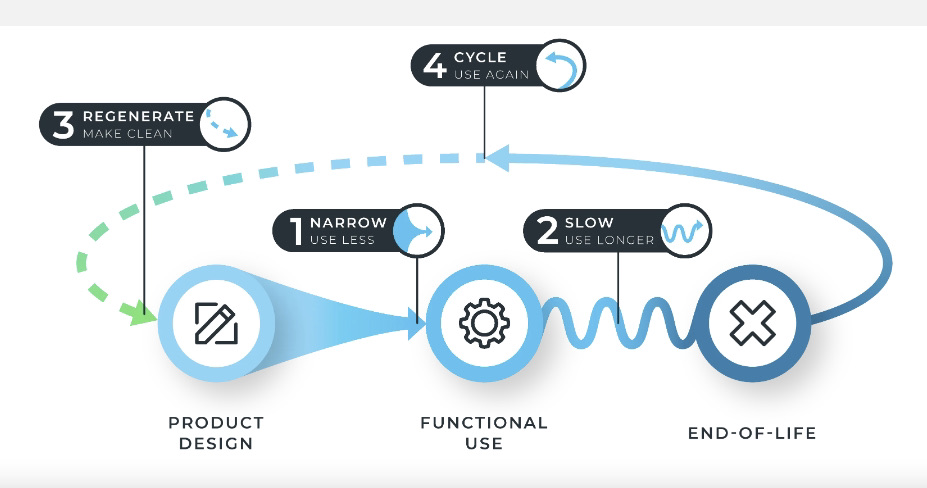 4 CYCLE
USE AGAIN
3 REGENERATE
MAKE CLEAN
1 NARROW
USE LESS
2 SLOW
USE LONGER
PRODUCT
DESIGN
FUNCTIONAL
USE
END-OF-LIFE